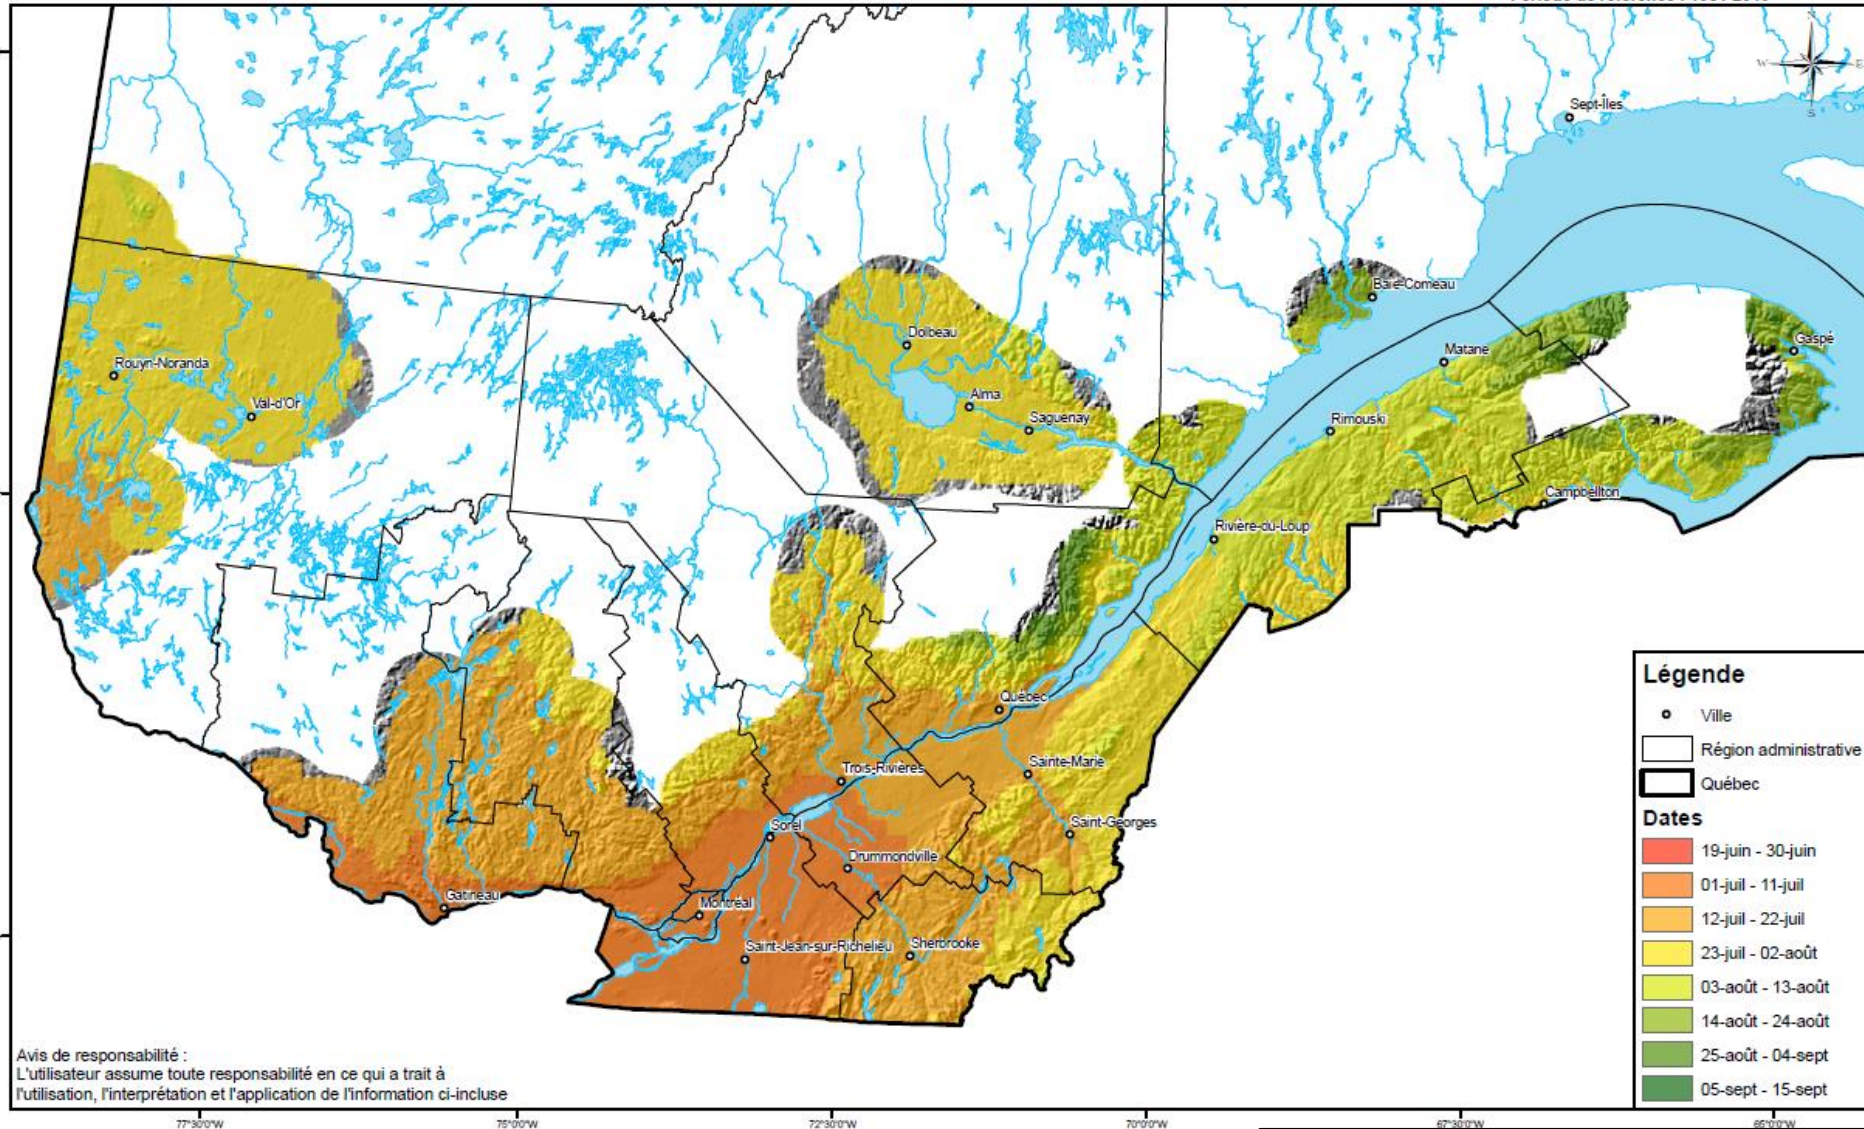 N
W E
S
Sept-Îles
Baie-Comeau
Dolbeau
Gaspé
Matane
Rouyn-Noranda
Alma
Val-d'Or
Saguenay
Rimouski
Campbellton
Rivière-du-Loup
Québec
Sainte-Marie
Trois-Rivières
Saint-Georges
Sorel
Drummondville
Gatineau
Montréal
Saint-Jean-sur-Richelieu
Sherbrooke
Légende
Ville
Région administrative
Québec
Dates
19-juin - 30-juin
01-juil - 11-juil
12-juil - 22-juil
23-juil - 02-août
03-août - 13-août
14-août - 24-août
25-août - 04-sept
05-sept - 15-sept
Avis de responsabilité :
L'utilisateur assume toute responsabilité en ce qui a trait à
l'utilisation, l'interprétation et l'application de l'information ci-incluse
77°30'0"W 75°0'0"W 72°30'0"W 70°0'0"W 67°30'0"W 65°0'0"W